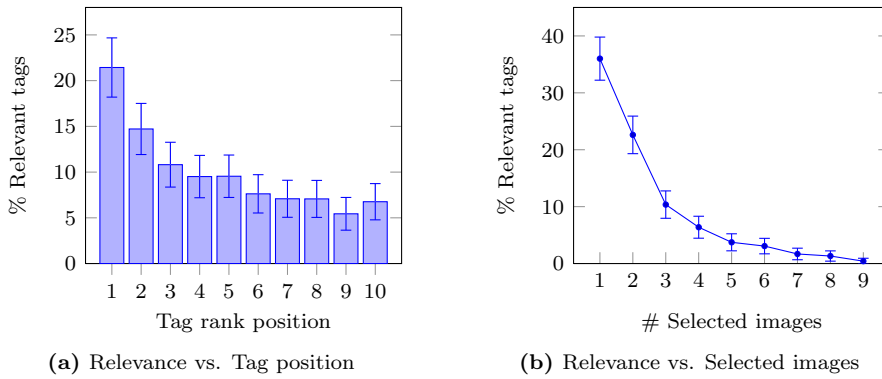 25
20
15
10
5
0
% Relevant tags
1 2 3 4 5 6 7 8 9 10
Tag rank position
(a) Relevance vs. Tag position
40
30
20
10
0
% Relevant tags
1 2 3 4 5 6 7 8 9
# Selected images
(b) Relevance vs. Selected images